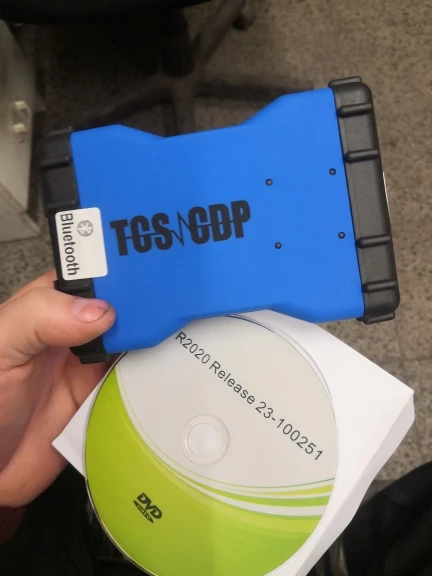 Bluetooth
TCS CDP
R2020 Release 23-100251
DVD